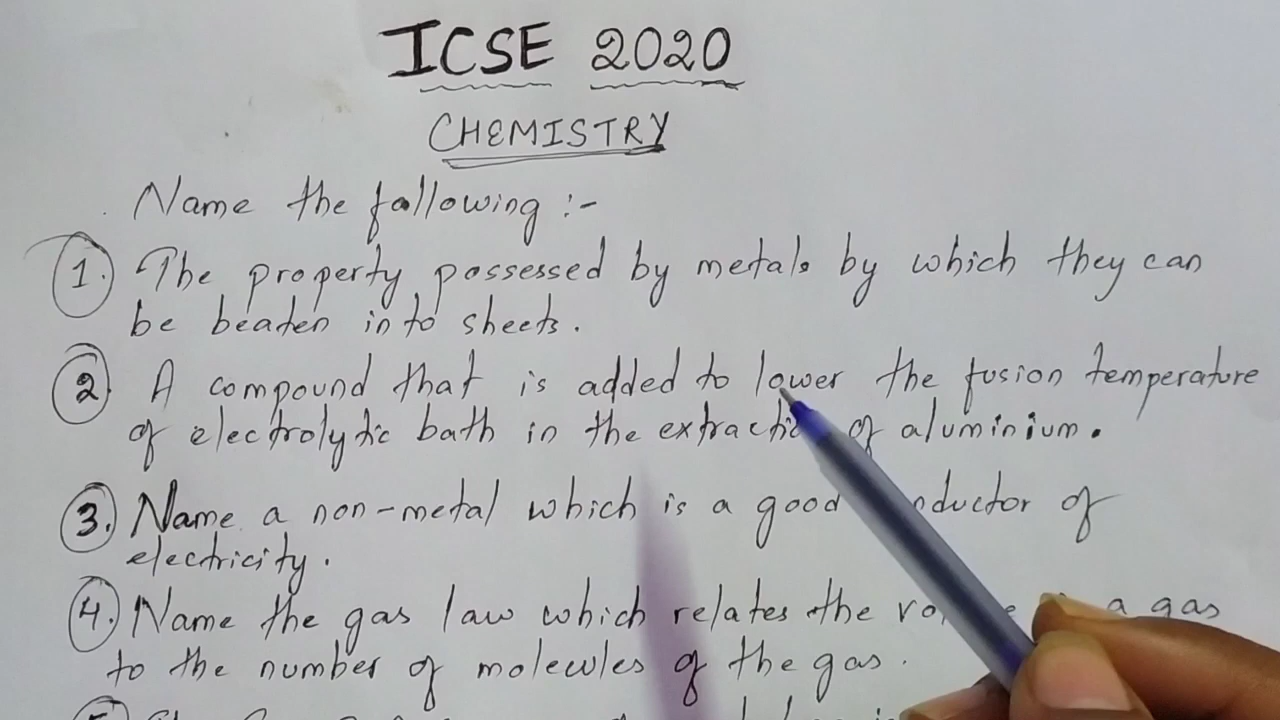 ICSE 2020
CHEMISTRY
Name the following :-
1. The property possessed by metals by which they can
be beaten into sheets.
2. A compound that is added to lower the fusion temperature
of electrolytic bath in the of aluminium.
3. Name a non-metal which is a good of
electricity.
4. Name the gas law which relates the a gas
to the number of molecules of the gas.